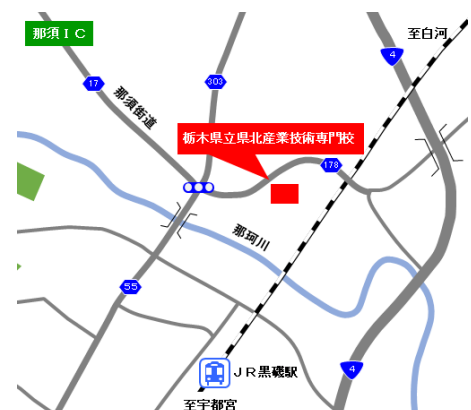 那須ＩＣ
至白河
4
17
303
那須街道
栃木県立県北産業技術専門校
178
那珂川
55
ＪＲ黒磯駅
4
至宇都宮